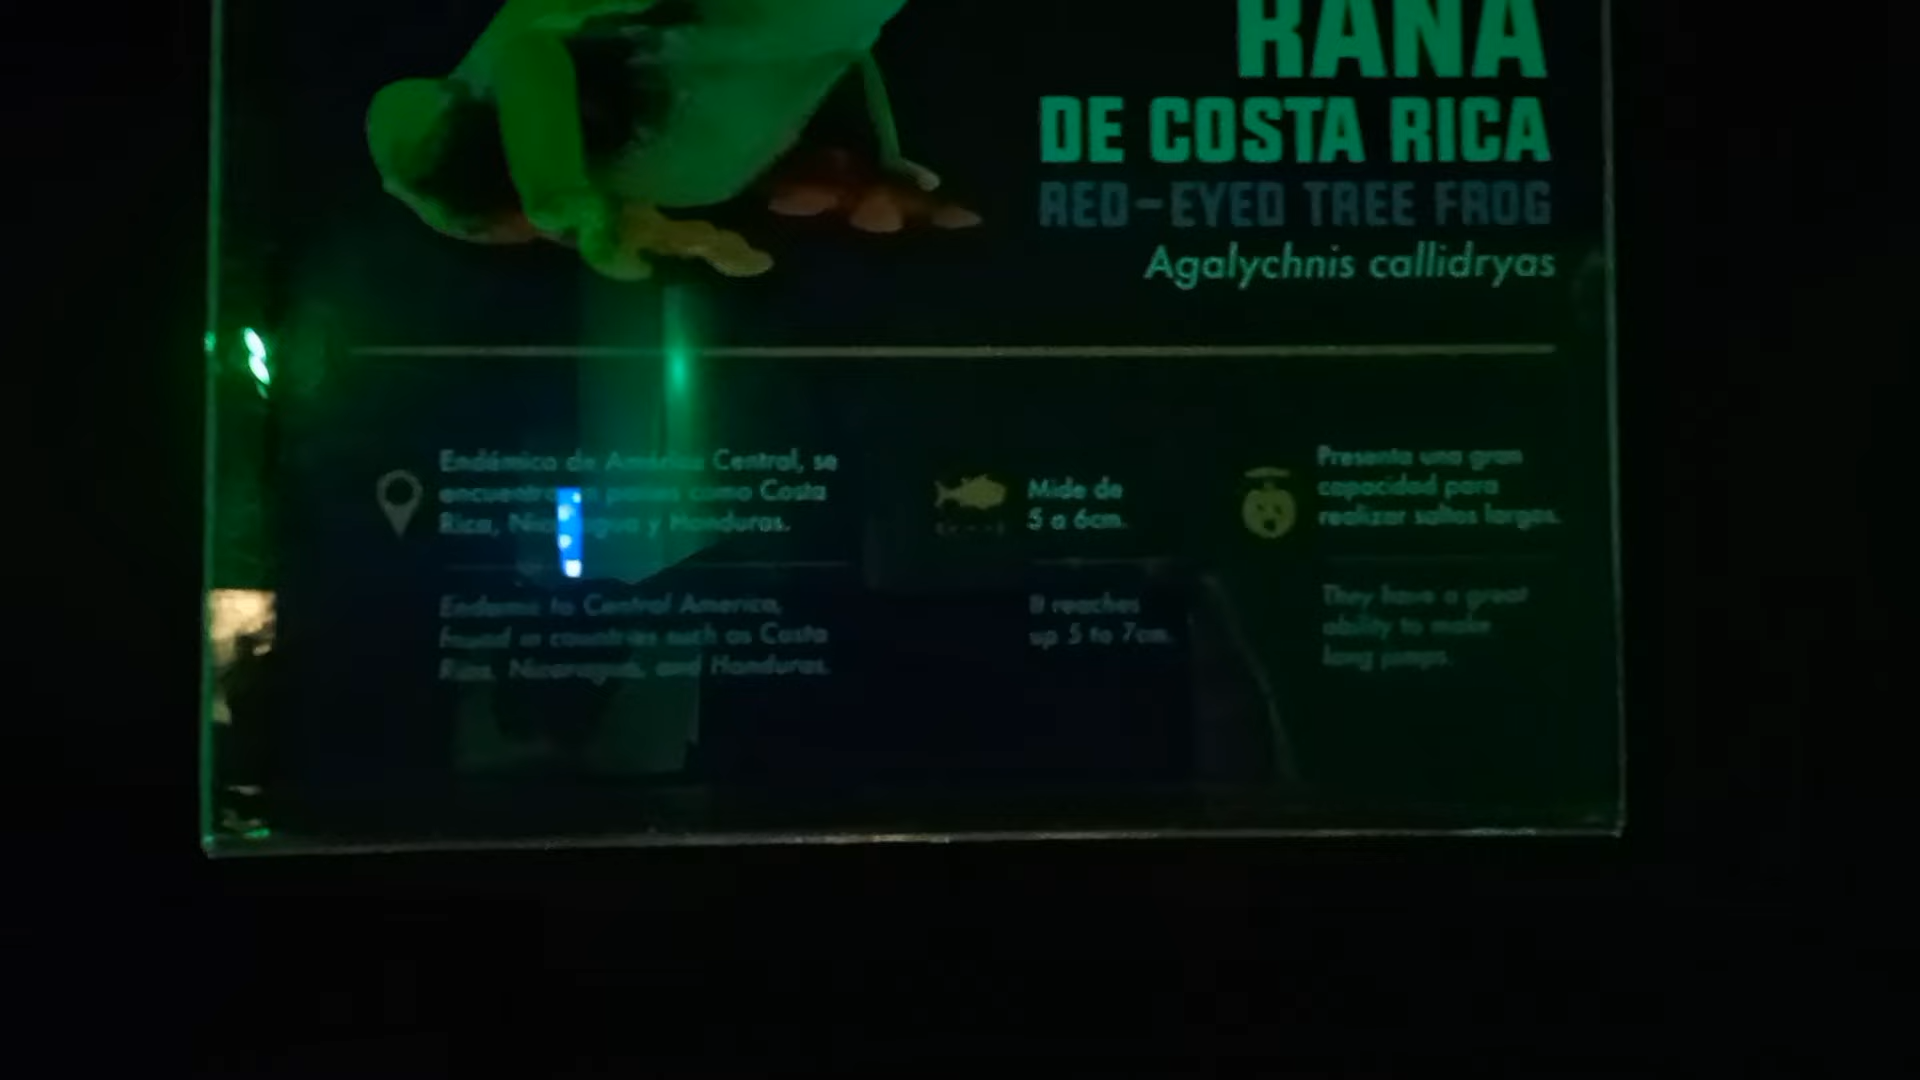 RANA
DE COSTA RICA
RED-EYED TREE FROG
Agalychnis callidryas
Endémica de América Central, se
encuentra en países como Costa
Rica, Nicaragua y Honduras.
Endemic to Central America,
found in countries such as Costa
Rica, Nicaragua, and Honduras.
Mide de
5 a 6cm.
It reaches
up 5 to 7cm.
Presenta una gran
capacidad para
realizar saltos largos.
They have a great
ability to make
long jumps.